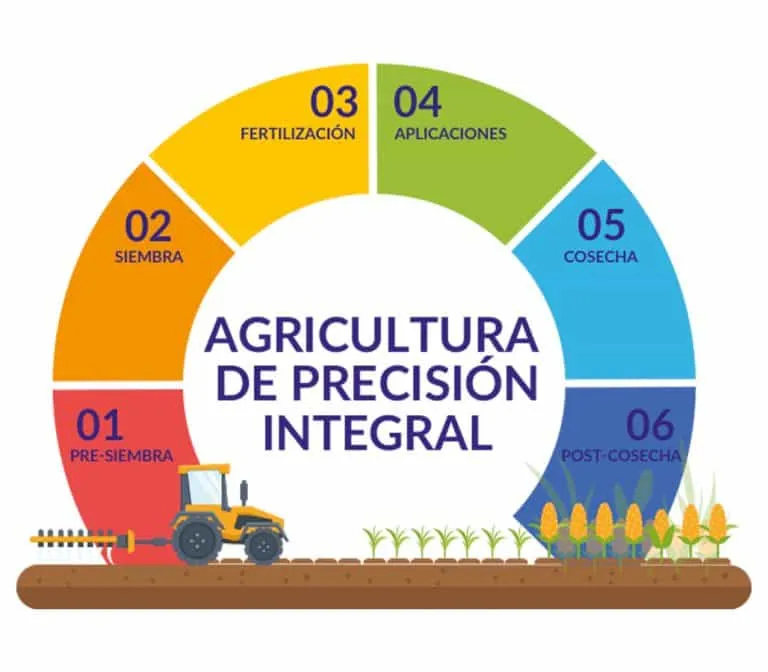 03
FERTILIZACIÓN
04
APLICACIONES
02
SIEMBRA
05
COSECHA
AGRICULTURA
DE PRECISIÓN
INTEGRAL
01
PRE-SIEMBRA
06
POST-COSECHA